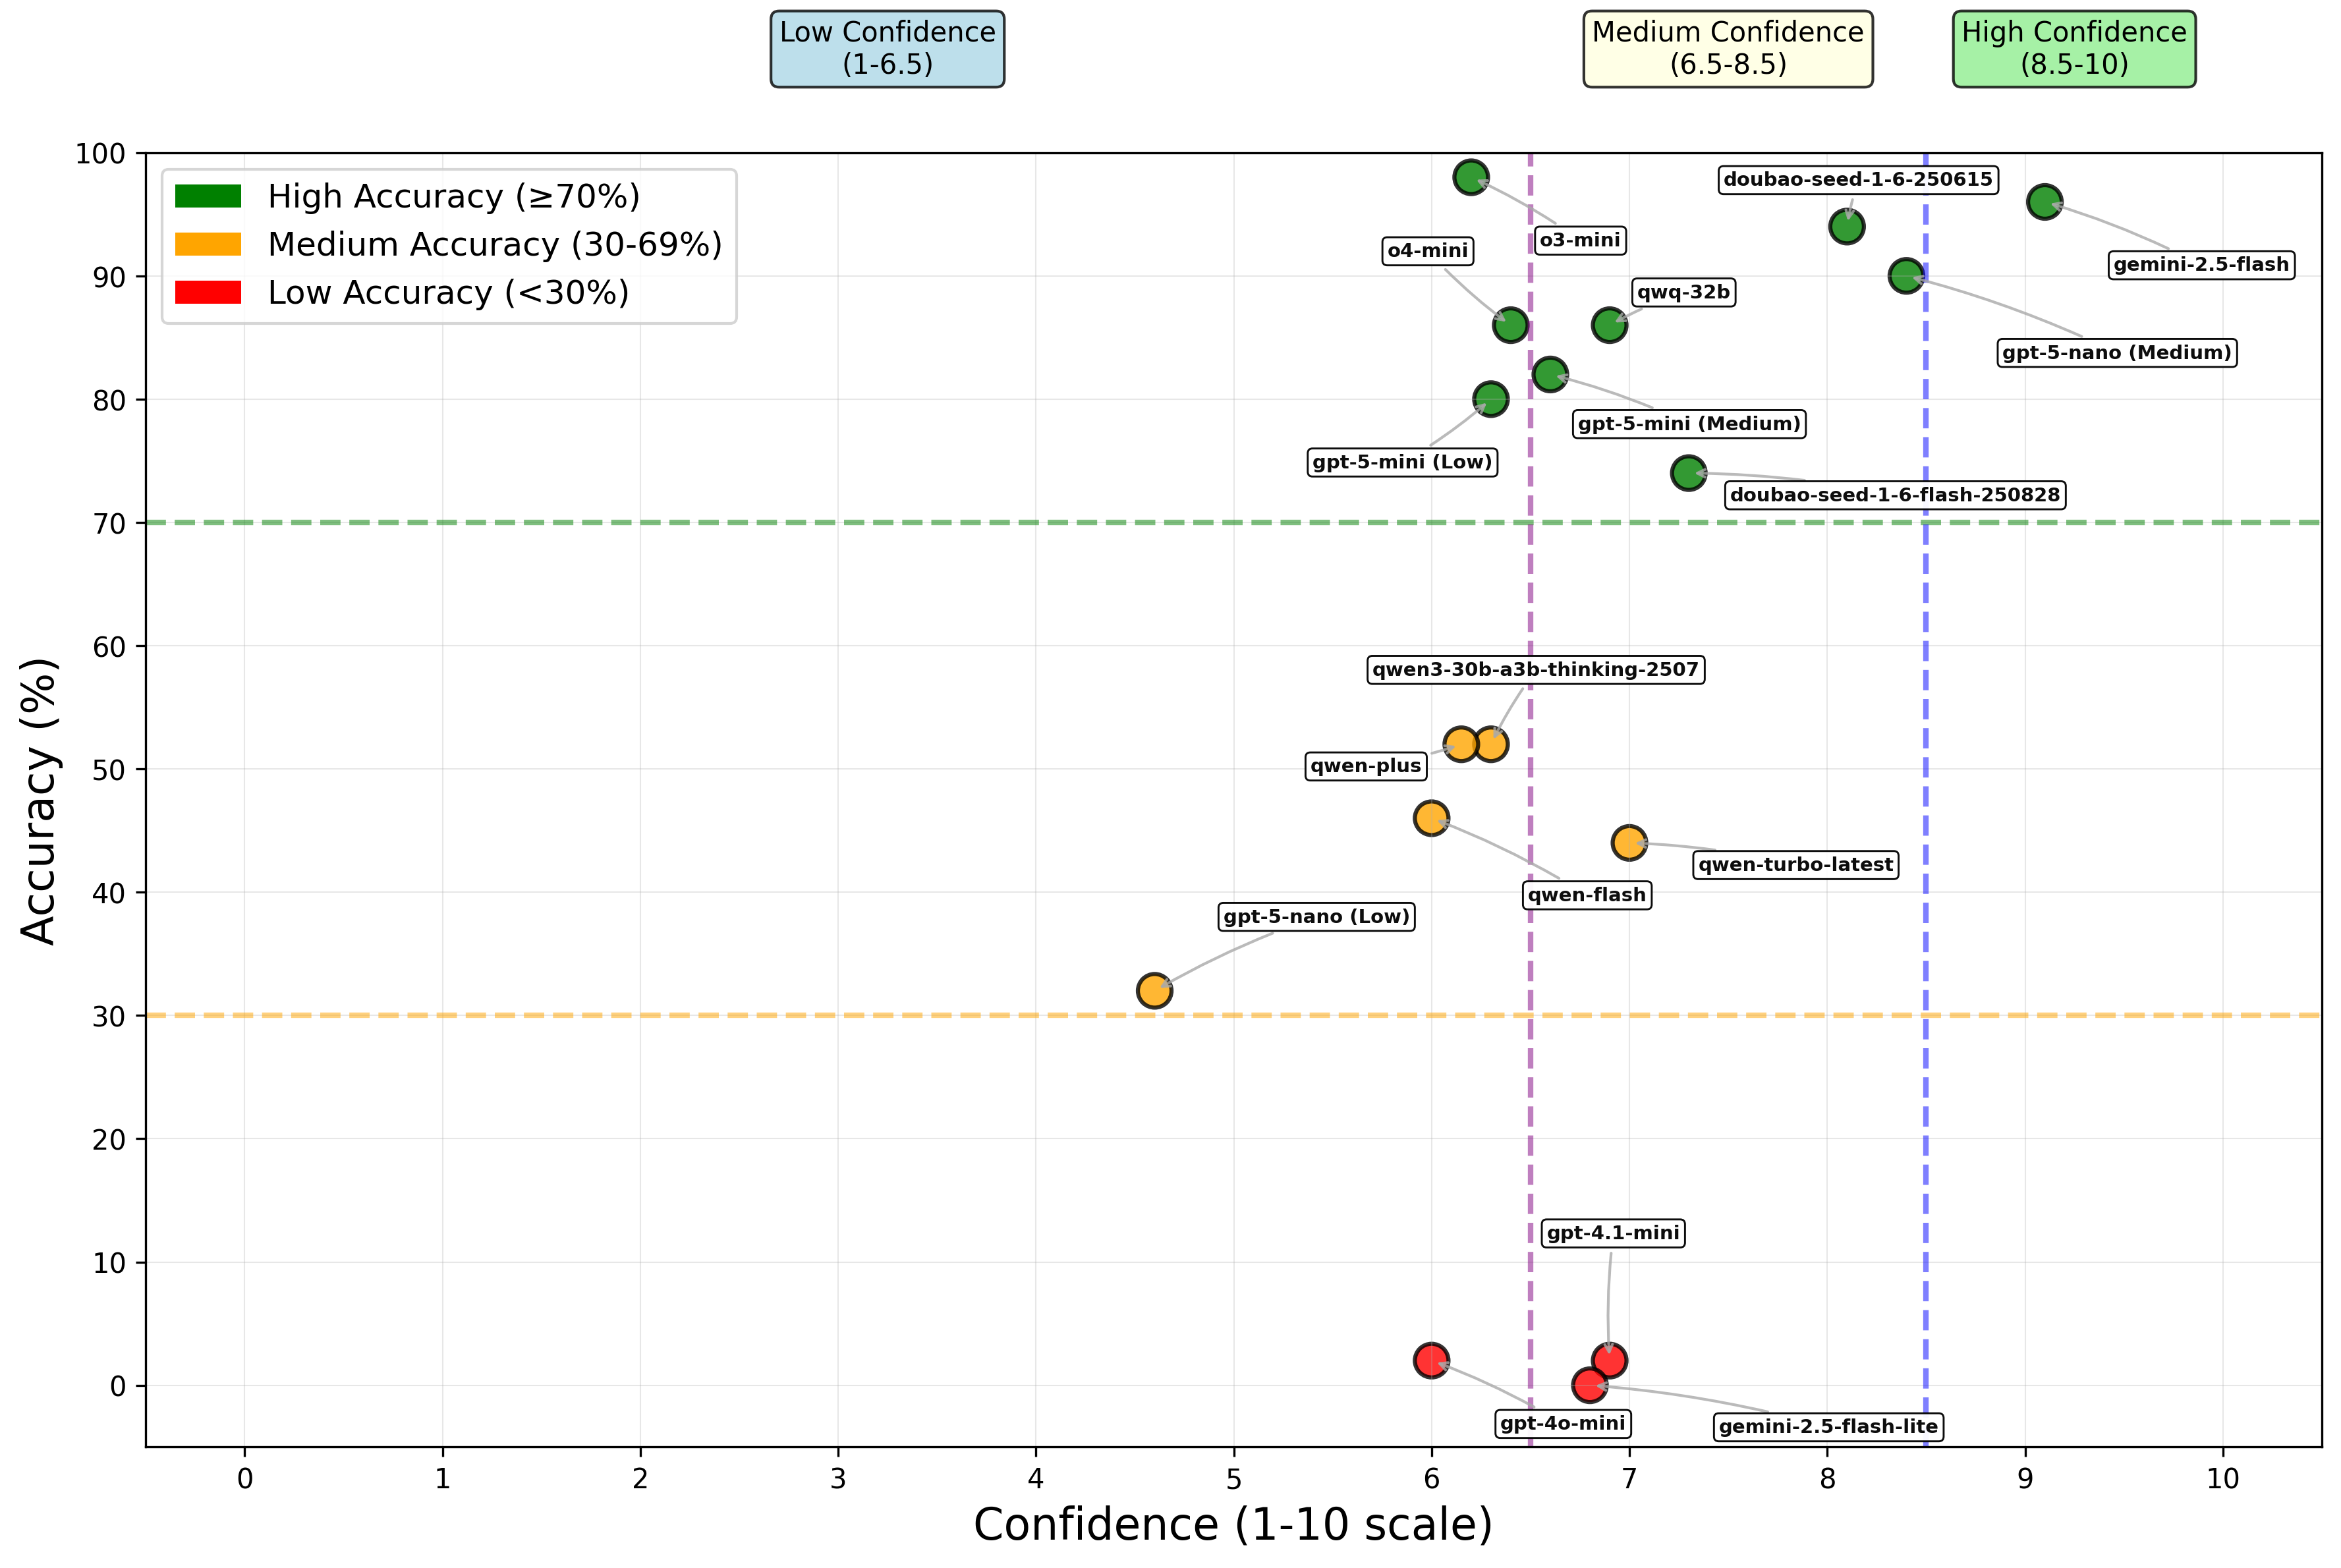 Low Confidence
(1-6.5)
Medium Confidence
(6.5-8.5)
High Confidence
(8.5-10)
High Accuracy (≥70%)
Medium Accuracy (30-69%)
Low Accuracy (<30%)
doubao-seed-1-6-250615
o3-mini
o4-mini
gemini-2.5-flash
qwq-32b
gpt-5-nano (Medium)
gpt-5-mini (Medium)
gpt-5-mini (Low)
doubao-seed-1-6-flash-250828
qwen3-30b-a3b-thinking-2507
qwen-plus
qwen-turbo-latest
qwen-flash
gpt-5-nano (Low)
gpt-4.1-mini
gpt-4o-mini
gemini-2.5-flash-lite
100
90
80
70
60
50
40
30
20
10
0
Accuracy (%)
0 1 2 3 4 5 6 7 8 9 10
Confidence (1-10 scale)